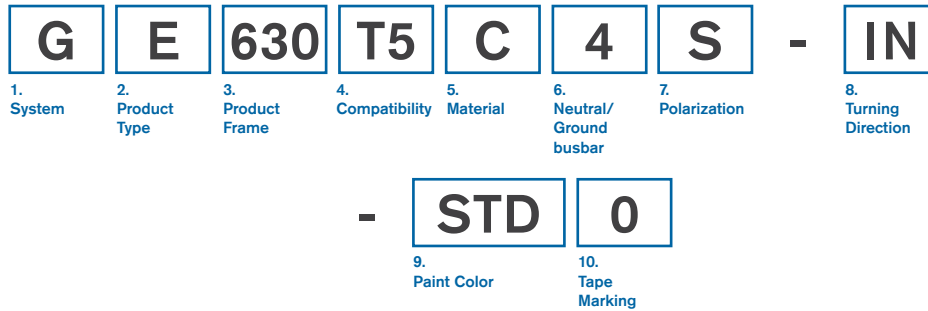 G E 630 T5 C 4 S - IN
1. 2. 3. 4. 5. 6. 7. 8.
System Product Product Compatibility Material Neutral/ Polarization Turning
Type Frame Ground Direction
busbar
- STD 0
9. 10.
Paint Color Tape
Marking